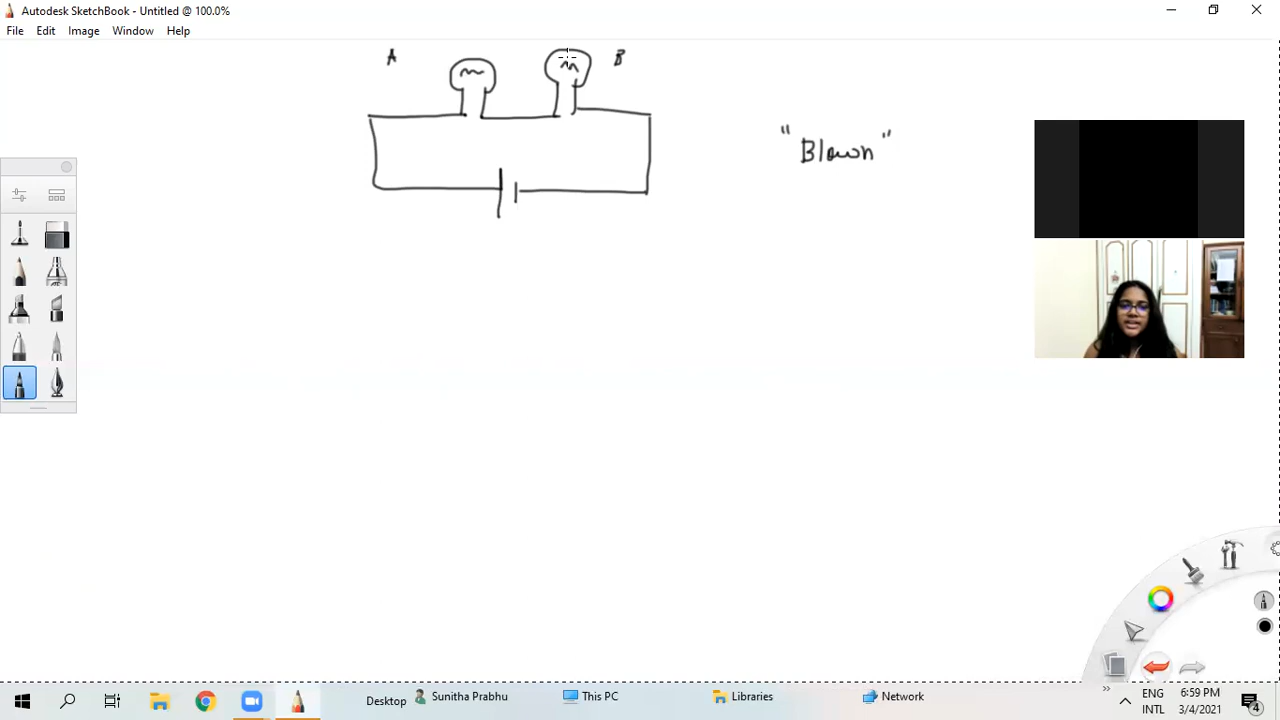 Autodesk SketchBook - Untitled @ 100.0%
File Edit Image Window Help
A B
"Blown"
Desktop Sunitha Prabhu This PC Libraries Network
ENG
INTL
6:59 PM
3/4/2021
4